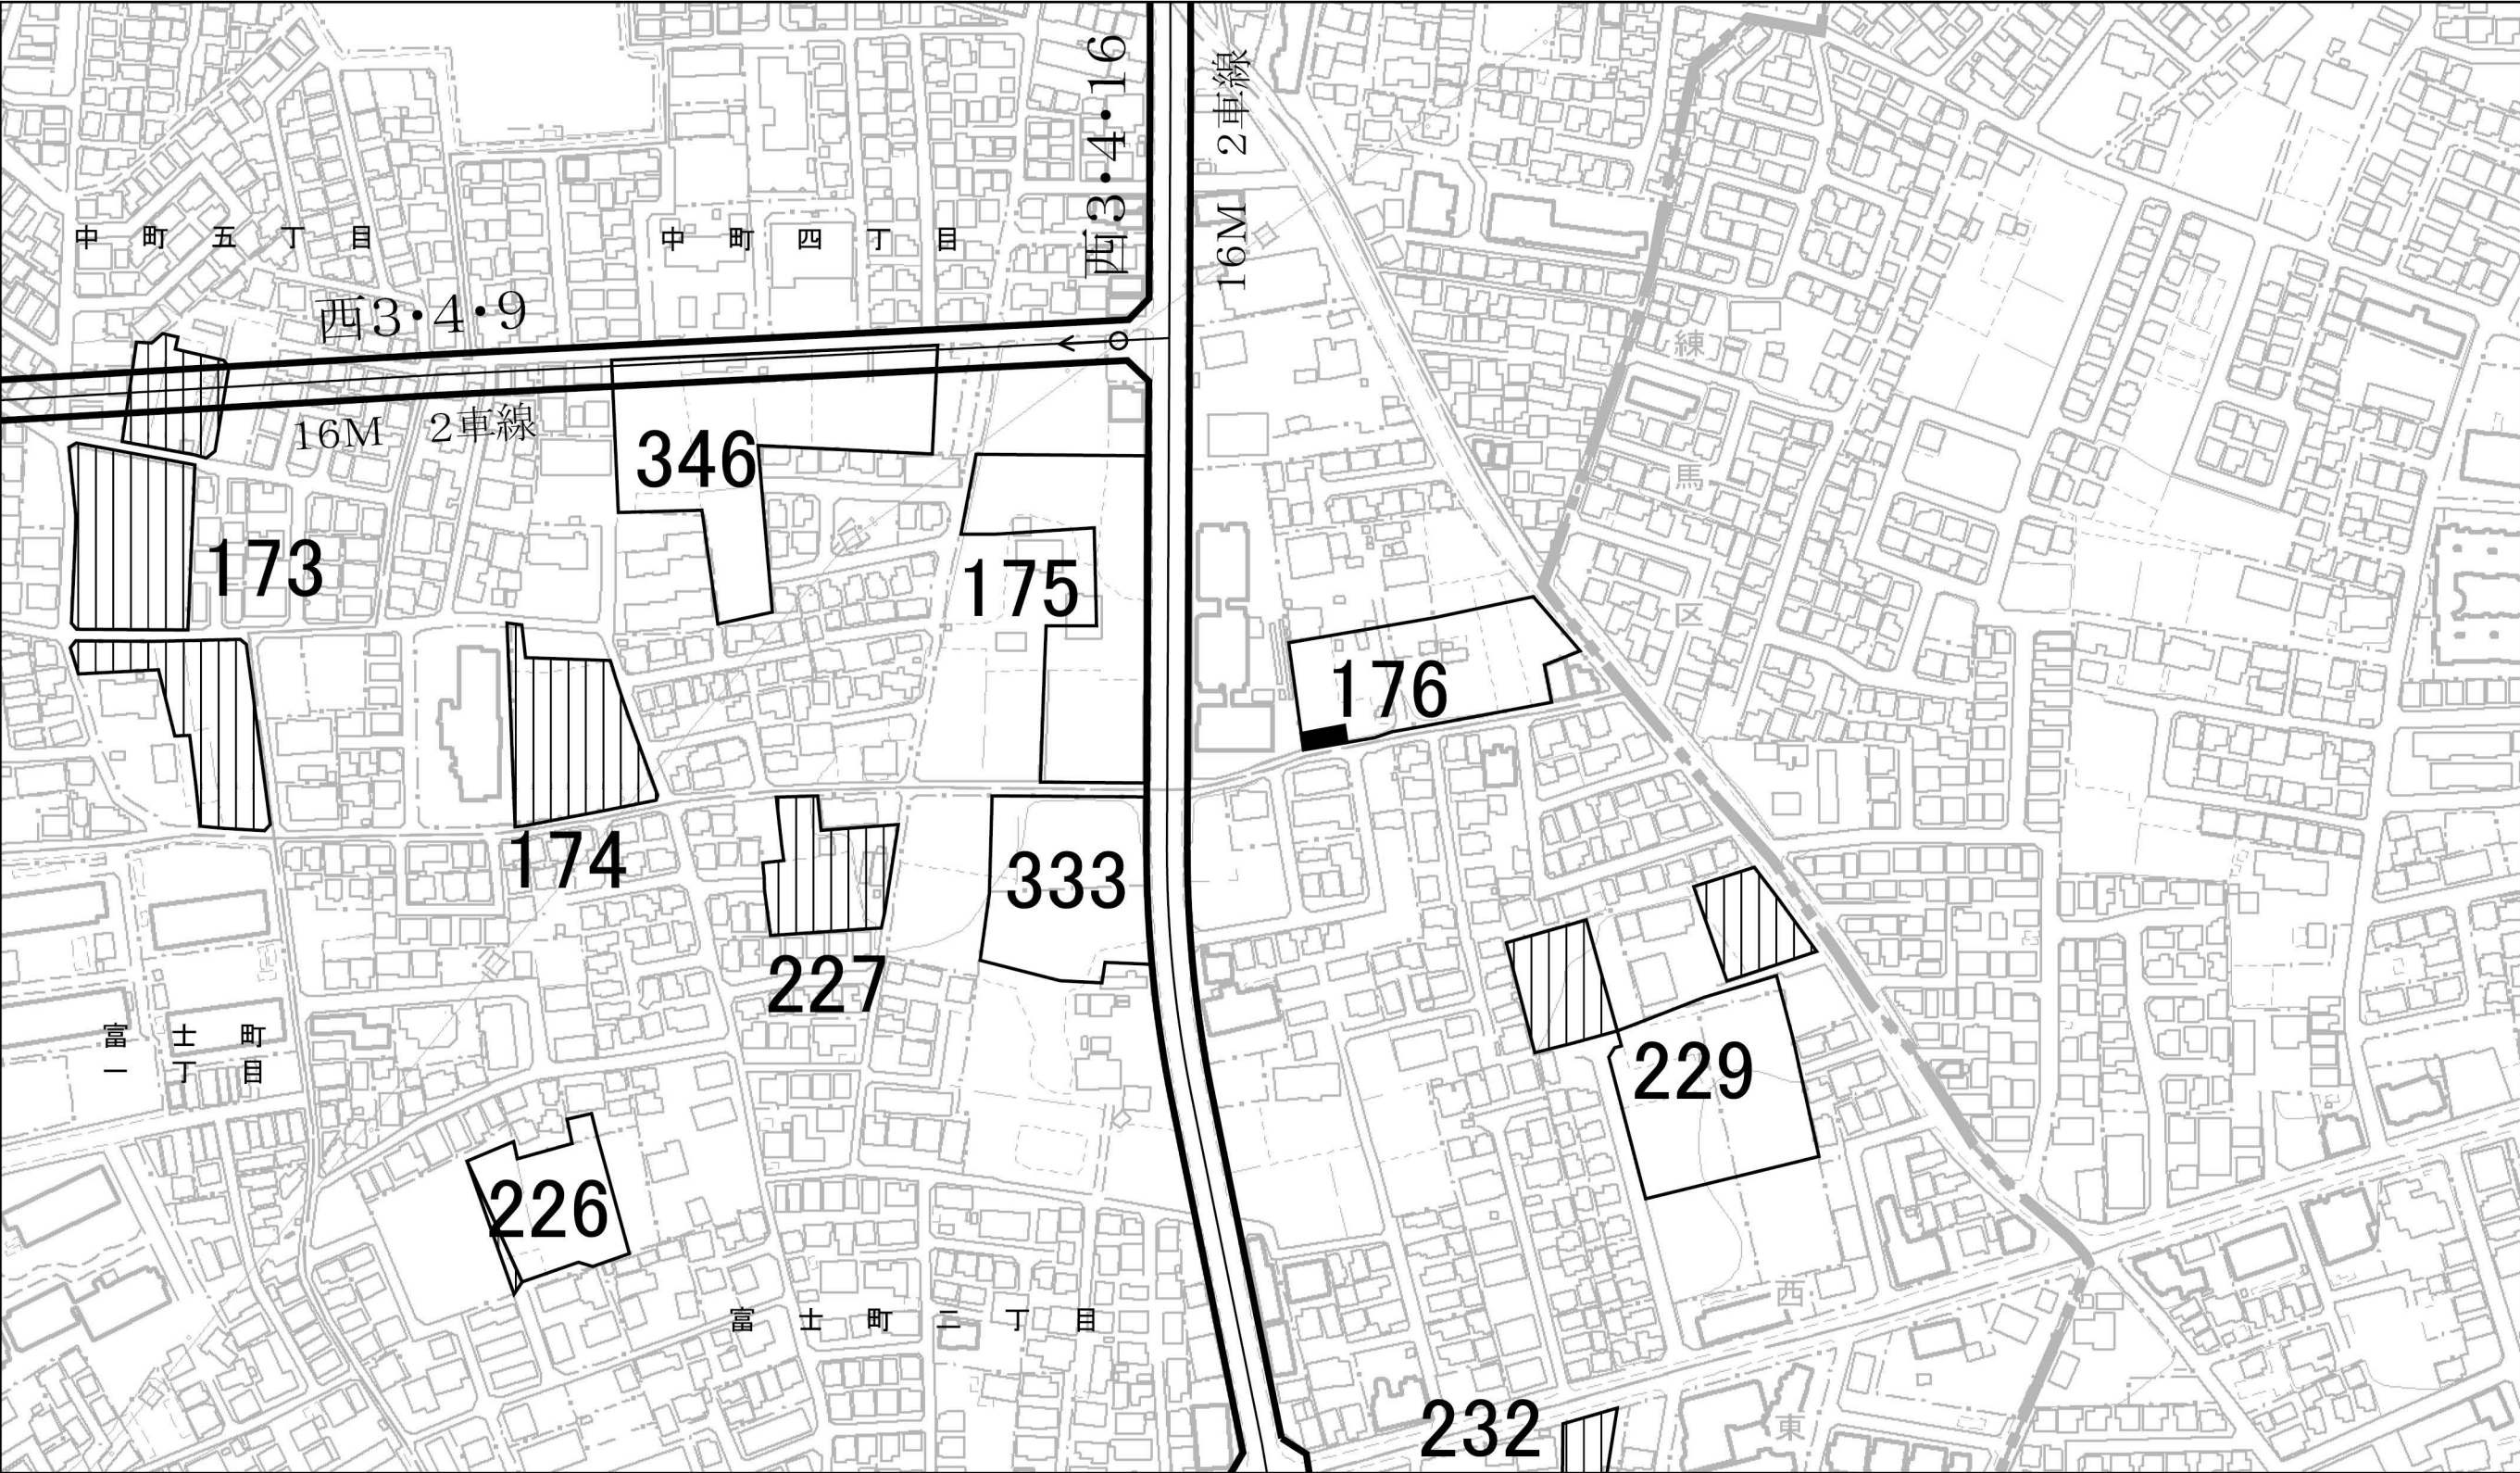 西3・4・16
16M 2車線
中町五丁目
中町四丁目
西3・4・9
16M 2車線
練馬区
346
173
175
176
174
333
227
229
富士町
一丁目
226
富士町二丁目
西東
232